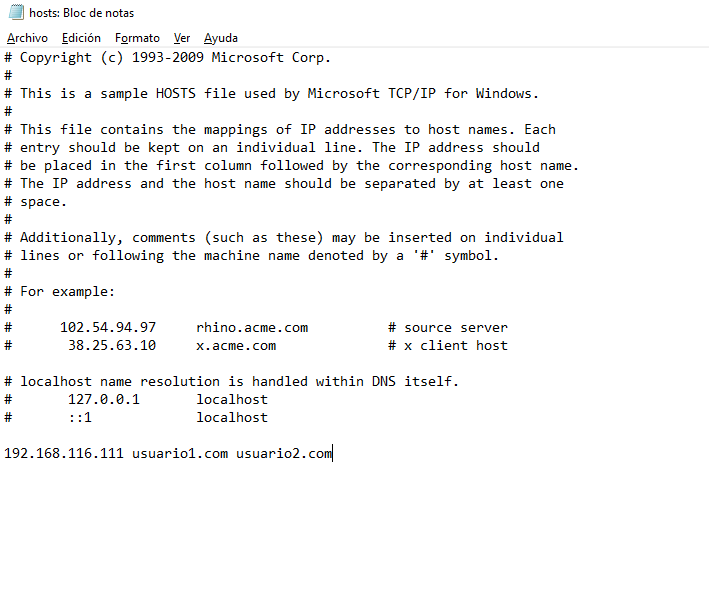 hosts: Bloc de notas
Archivo Edición Formato Ver Ayuda
# Copyright (c) 1993-2009 Microsoft Corp.
#
# This is a sample HOSTS file used by Microsoft TCP/IP for Windows.
#
# This file contains the mappings of IP addresses to host names. Each
# entry should be kept on an individual line. The IP address should
# be placed in the first column followed by the corresponding host name.
# The IP address and the host name should be separated by at least one
# space.
#
# Additionally, comments (such as these) may be inserted on individual
# lines or following the machine name denoted by a '#' symbol.
#
# For example:
#
#      102.54.94.97     rhino.acme.com          # source server
#       38.25.63.10     x.acme.com              # x client host

# localhost name resolution is handled within DNS itself.
#       127.0.0.1       localhost
#       ::1             localhost

192.168.116.111 usuario1.com usuario2.com